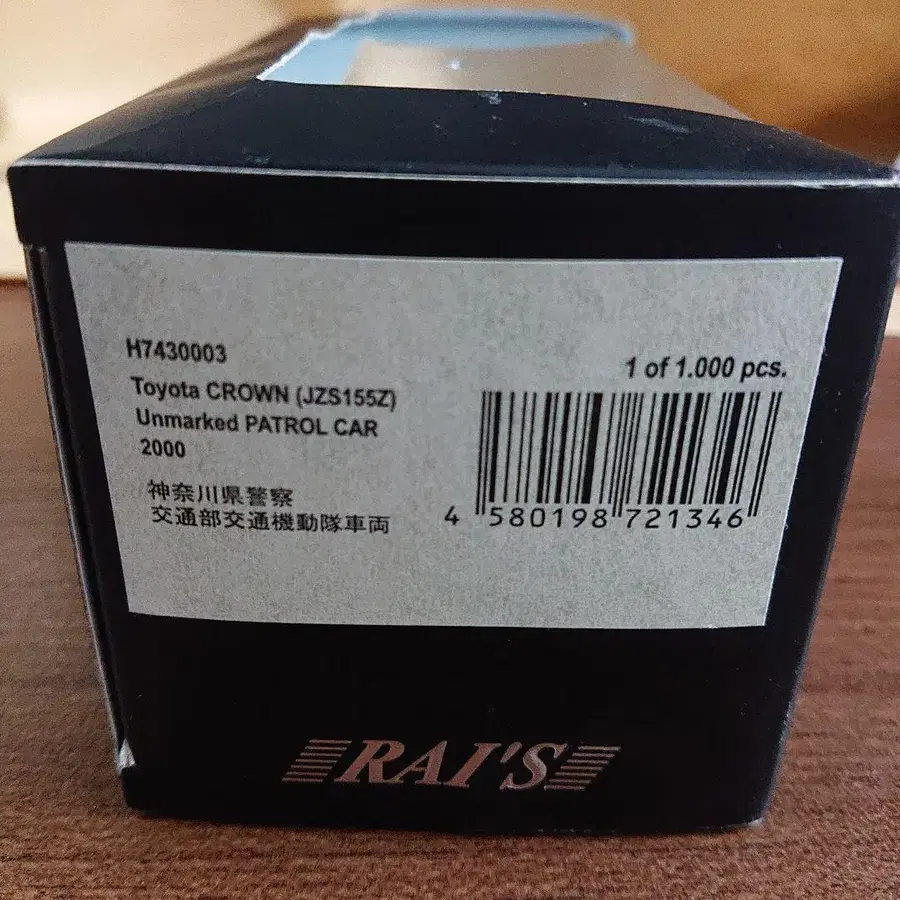 H7430003
Toyota CROWN (JZS155Z)
Unmarked PATROL CAR
2000
神奈川県警察
交通部交通機動隊車両
1 of 1.000 pcs.
4 580198 721346
RAI'S